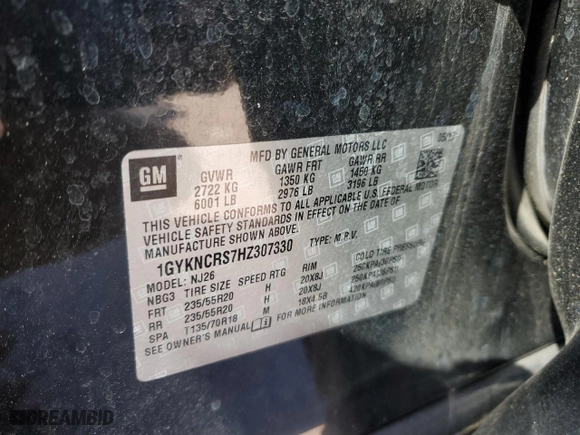 MFD BY GENERAL MOTORS LLC
GM
GVWR GAWR FRT GAWR RR
2722 KG 1350 KG 1450 KG
6001 LB 2976 LB 3196 LB
THIS VEHICLE CONFORMS TO ALL APPLICABLE U.S. FEDERAL MOTOR
VEHICLE SAFETY STANDARDS IN EFFECT ON THE DATE OF
MANUFACTURE SHOWN ABOVE.
1GYKNCRS7HZ307330 TYPE: M.P.V.
MODEL: NJ26
NBG3 TIRE SIZE SPEED RTG RIM COLD TIRE PRESSURE
FRT 235/55R20 H 20X8J
RR 235/55R20 H 20X8J
SPA T135/70R18 M 18X4.5B
SEE OWNER'S MANUAL FOR MORE INFORMATION
DREAMBID